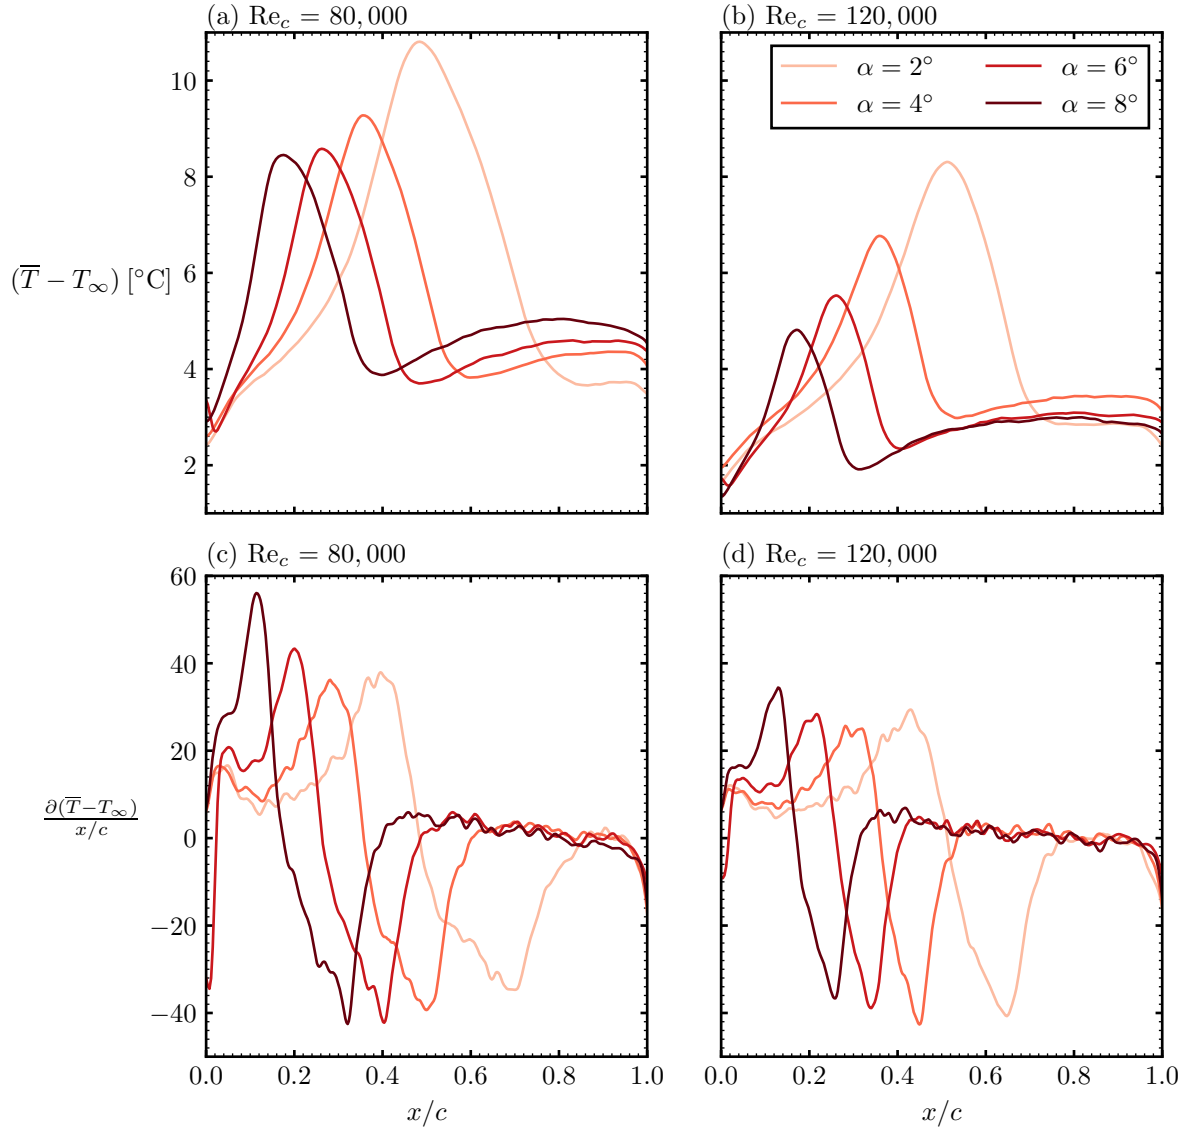 (a) Re_c = 80,000
(b) Re_c = 120,000
α = 2° α = 6°
α = 4° α = 8°
10
8
6
4
2
(T̅ − T_∞) [°C]
(c) Re_c = 80,000
(d) Re_c = 120,000
60
40
20
0
−20
−40
∂(T̅−T_∞)
x/c
0.0 0.2 0.4 0.6 0.8 1.0
0.0 0.2 0.4 0.6 0.8 1.0
x/c
x/c